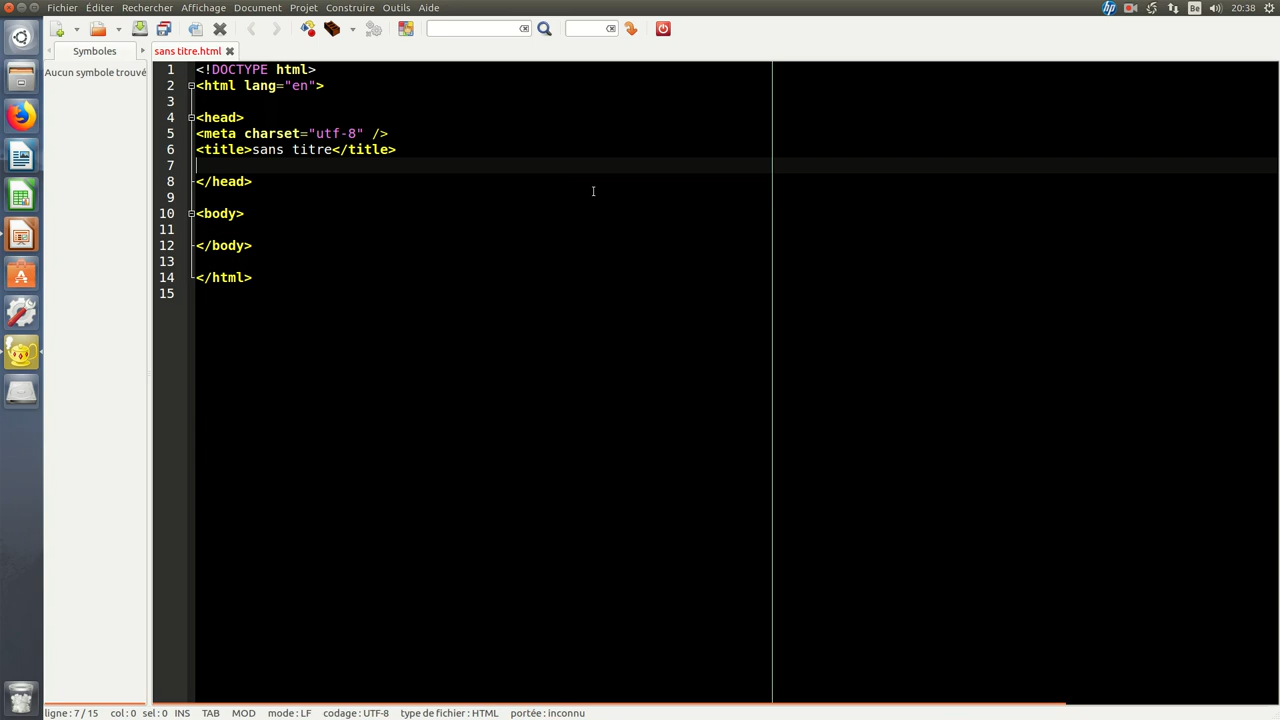 Fichier Éditer Rechercher Affichage Document Projet Construire Outils Aide
hp Be 20:38
Symboles sans titre.html
Aucun symbole trouvé
1 <!DOCTYPE html>
2 <html lang="en">
3
4 <head>
5 <meta charset="utf-8" />
6 <title>sans titre</title>
7
8 </head>
9
10 <body>
11
12 </body>
13
14 </html>
15
ligne : 7 / 15 col : 0 sel : 0 INS TAB MOD mode : LF codage : UTF-8 type de fichier : HTML portée : inconnu